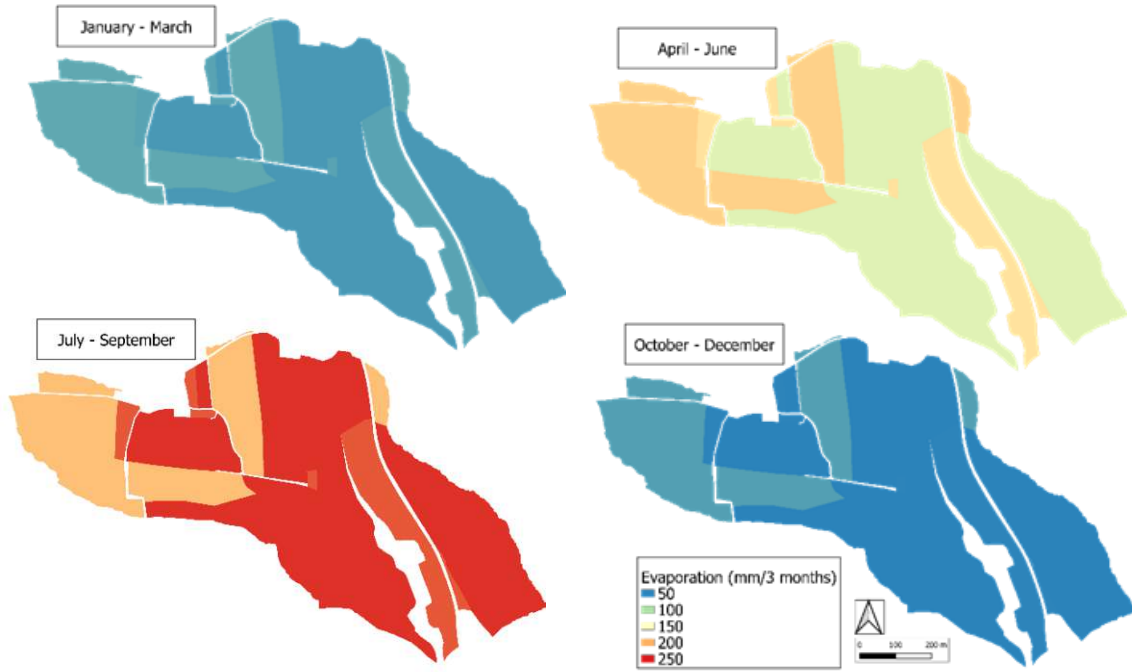 January - March
April - June
July - September
October - December
Evaporation (mm/3 months)
50
100
150
200
250
0 100 200 m